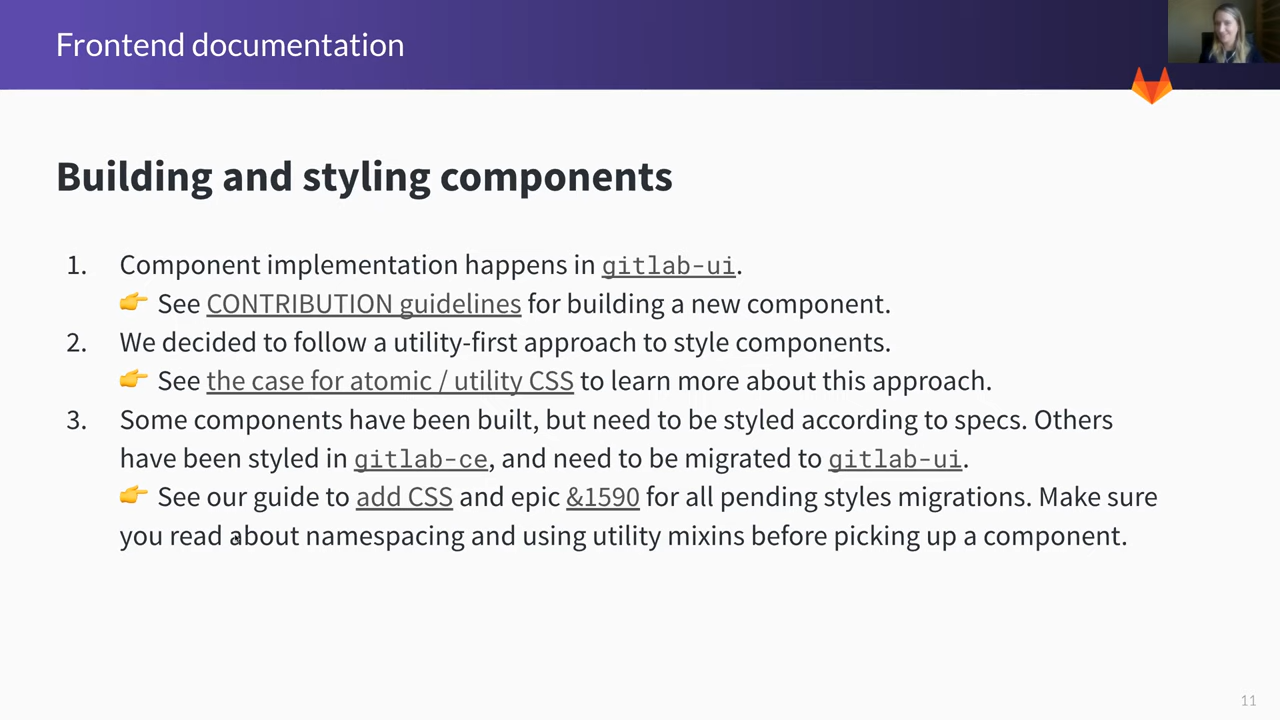 Frontend documentation
Building and styling components
1. Component implementation happens in gitlab-ui.
👉 See CONTRIBUTION guidelines for building a new component.
2. We decided to follow a utility-first approach to style components.
👉 See the case for atomic / utility CSS to learn more about this approach.
3. Some components have been built, but need to be styled according to specs. Others
have been styled in gitlab-ce, and need to be migrated to gitlab-ui.
👉 See our guide to add CSS and epic &1590 for all pending styles migrations. Make sure
you read about namespacing and using utility mixins before picking up a component.
11